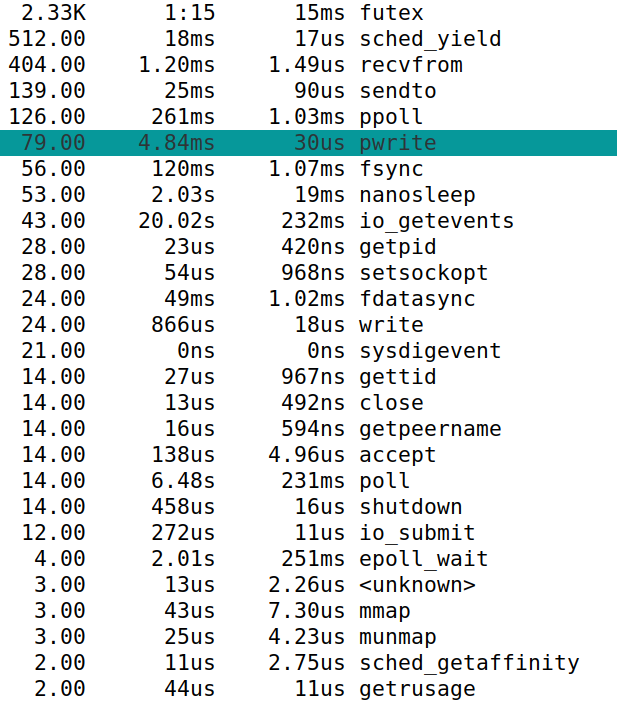 2.33K 1:15 15ms futex
512.00 18ms 17us sched_yield
404.00 1.20ms 1.49us recvfrom
139.00 25ms 90us sendto
126.00 261ms 1.03ms ppoll
79.00 4.84ms 30us pwrite
56.00 120ms 1.07ms fsync
53.00 2.03s 19ms nanosleep
43.00 20.02s 232ms io_getevents
28.00 23us 420ns getpid
28.00 54us 968ns setsockopt
24.00 49ms 1.02ms fdatasync
24.00 866us 18us write
21.00 0ns 0ns sysdigevent
14.00 27us 967ns gettid
14.00 13us 492ns close
14.00 16us 594ns getpeername
14.00 138us 4.96us accept
14.00 6.48s 231ms poll
14.00 458us 16us shutdown
12.00 272us 11us io_submit
4.00 2.01s 251ms epoll_wait
3.00 13us 2.26us <unknown>
3.00 43us 7.30us mmap
3.00 25us 4.23us munmap
2.00 11us 2.75us sched_getaffinity
2.00 44us 11us getrusage